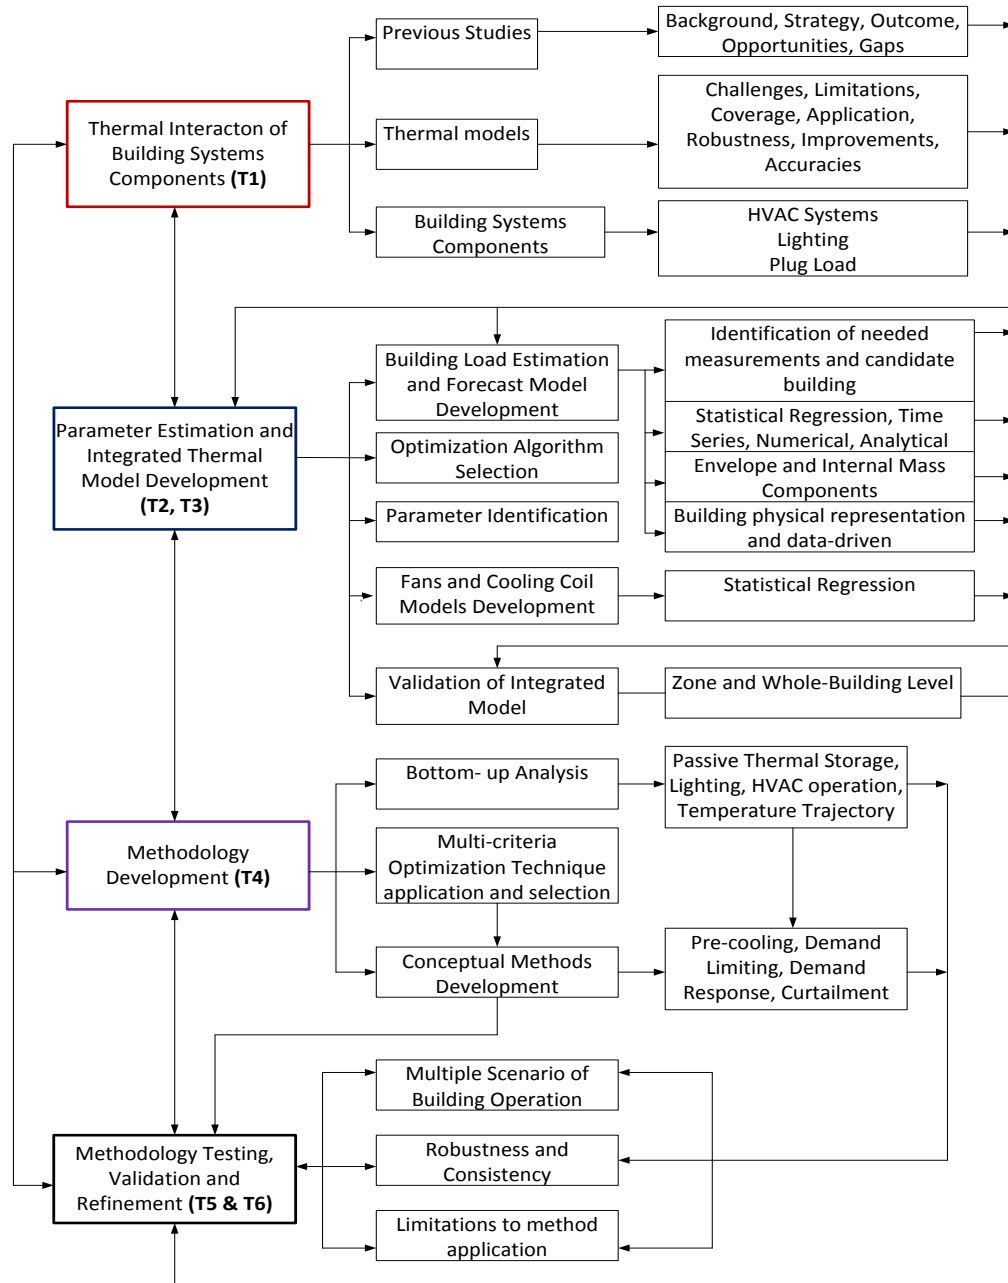 Previous Studies
Background, Strategy, Outcome,
Opportunities, Gaps
Thermal Interacton of
Building Systems
Components (T1)
Thermal models
Challenges, Limitations,
Coverage, Application,
Robustness, Improvements,
Accuracies
Building Systems
Components
HVAC Systems
Lighting
Plug Load
Building Load Estimation
and Forecast Model
Development
Identification of needed
measurements and candidate
building
Parameter Estimation and
Integrated Thermal
Model Development
(T2, T3)
Optimization Algorithm
Selection
Statistical Regression, Time
Series, Numerical, Analytical
Envelope and Internal Mass
Components
Parameter Identification
Building physical representation
and data-driven
Fans and Cooling Coil
Models Development
Statistical Regression
Validation of Integrated
Model
Zone and Whole-Building Level
Bottom- up Analysis
Passive Thermal Storage,
Lighting, HVAC operation,
Temperature Trajectory
Methodology
Development (T4)
Multi-criteria
Optimization Technique
application and selection
Conceptual Methods
Development
Pre-cooling, Demand
Limiting, Demand
Response, Curtailment
Multiple Scenario of
Building Operation
Methodology Testing,
Validation and
Refinement (T5 & T6)
Robustness and
Consistency
Limitations to method
application